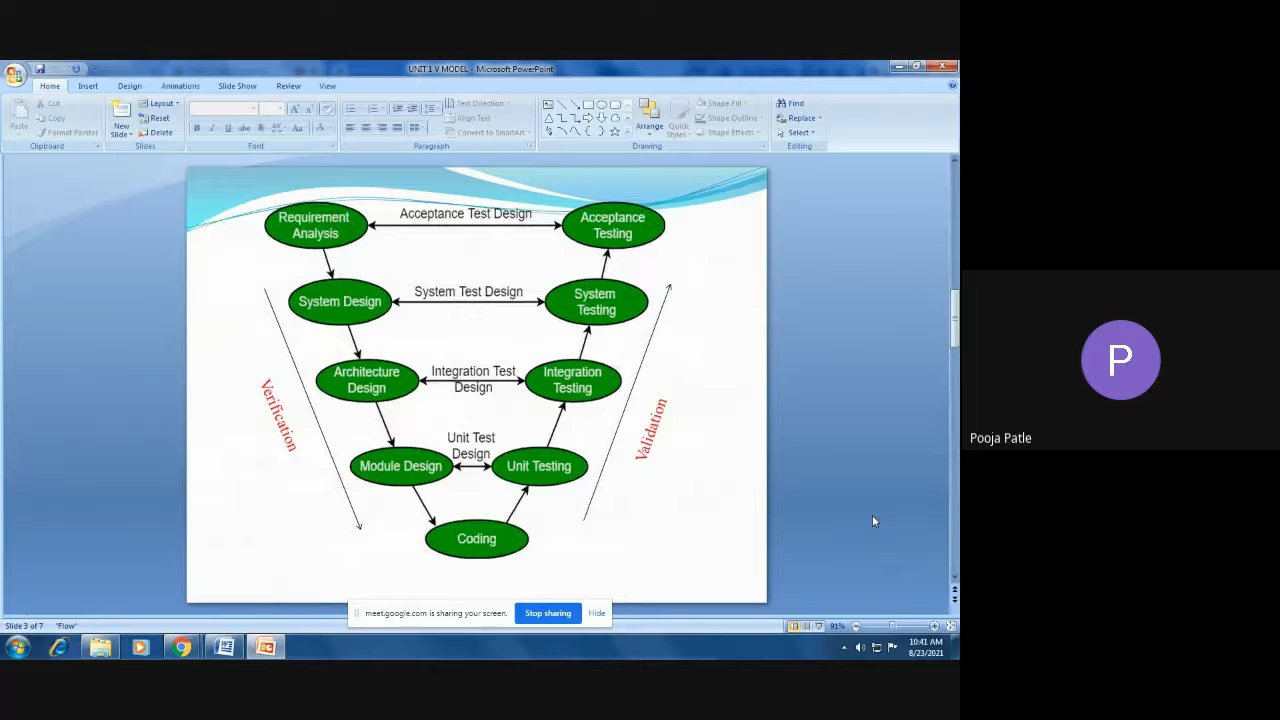 UNIT 1 V MODEL - Microsoft PowerPoint
Home Insert Design Animations Slide Show Review View
Paste
Cut
Copy
Format Painter
Clipboard
New
Slide
Layout
Reset
Delete
Slides
B I U abe S AV Aa A
Font
Text Direction
Align Text
Convert to SmartArt
Paragraph
Arrange
Quick
Styles
Shape Fill
Shape Outline
Shape Effects
Drawing
Find
Replace
Select
Editing
Requirement
Analysis
Acceptance Test Design
Acceptance
Testing
System Design
System Test Design
System
Testing
Architecture
Design
Integration Test
Design
Integration
Testing
Verification
Validation
Module Design
Unit Test
Design
Unit Testing
Coding
P
Pooja Patle
meet.google.com is sharing your screen.
Stop sharing
Hide
Slide 3 of 7
"Flow"
91%
10:41 AM
8/23/2021